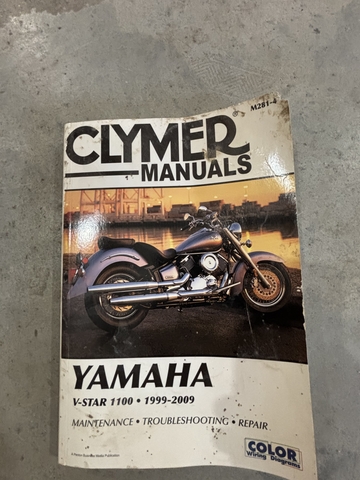 M281-4
CLYMER
MANUALS
YAMAHA
V-STAR 1100 • 1999-2009
MAINTENANCE • TROUBLESHOOTING • REPAIR
COLOR
Wiring Diagrams